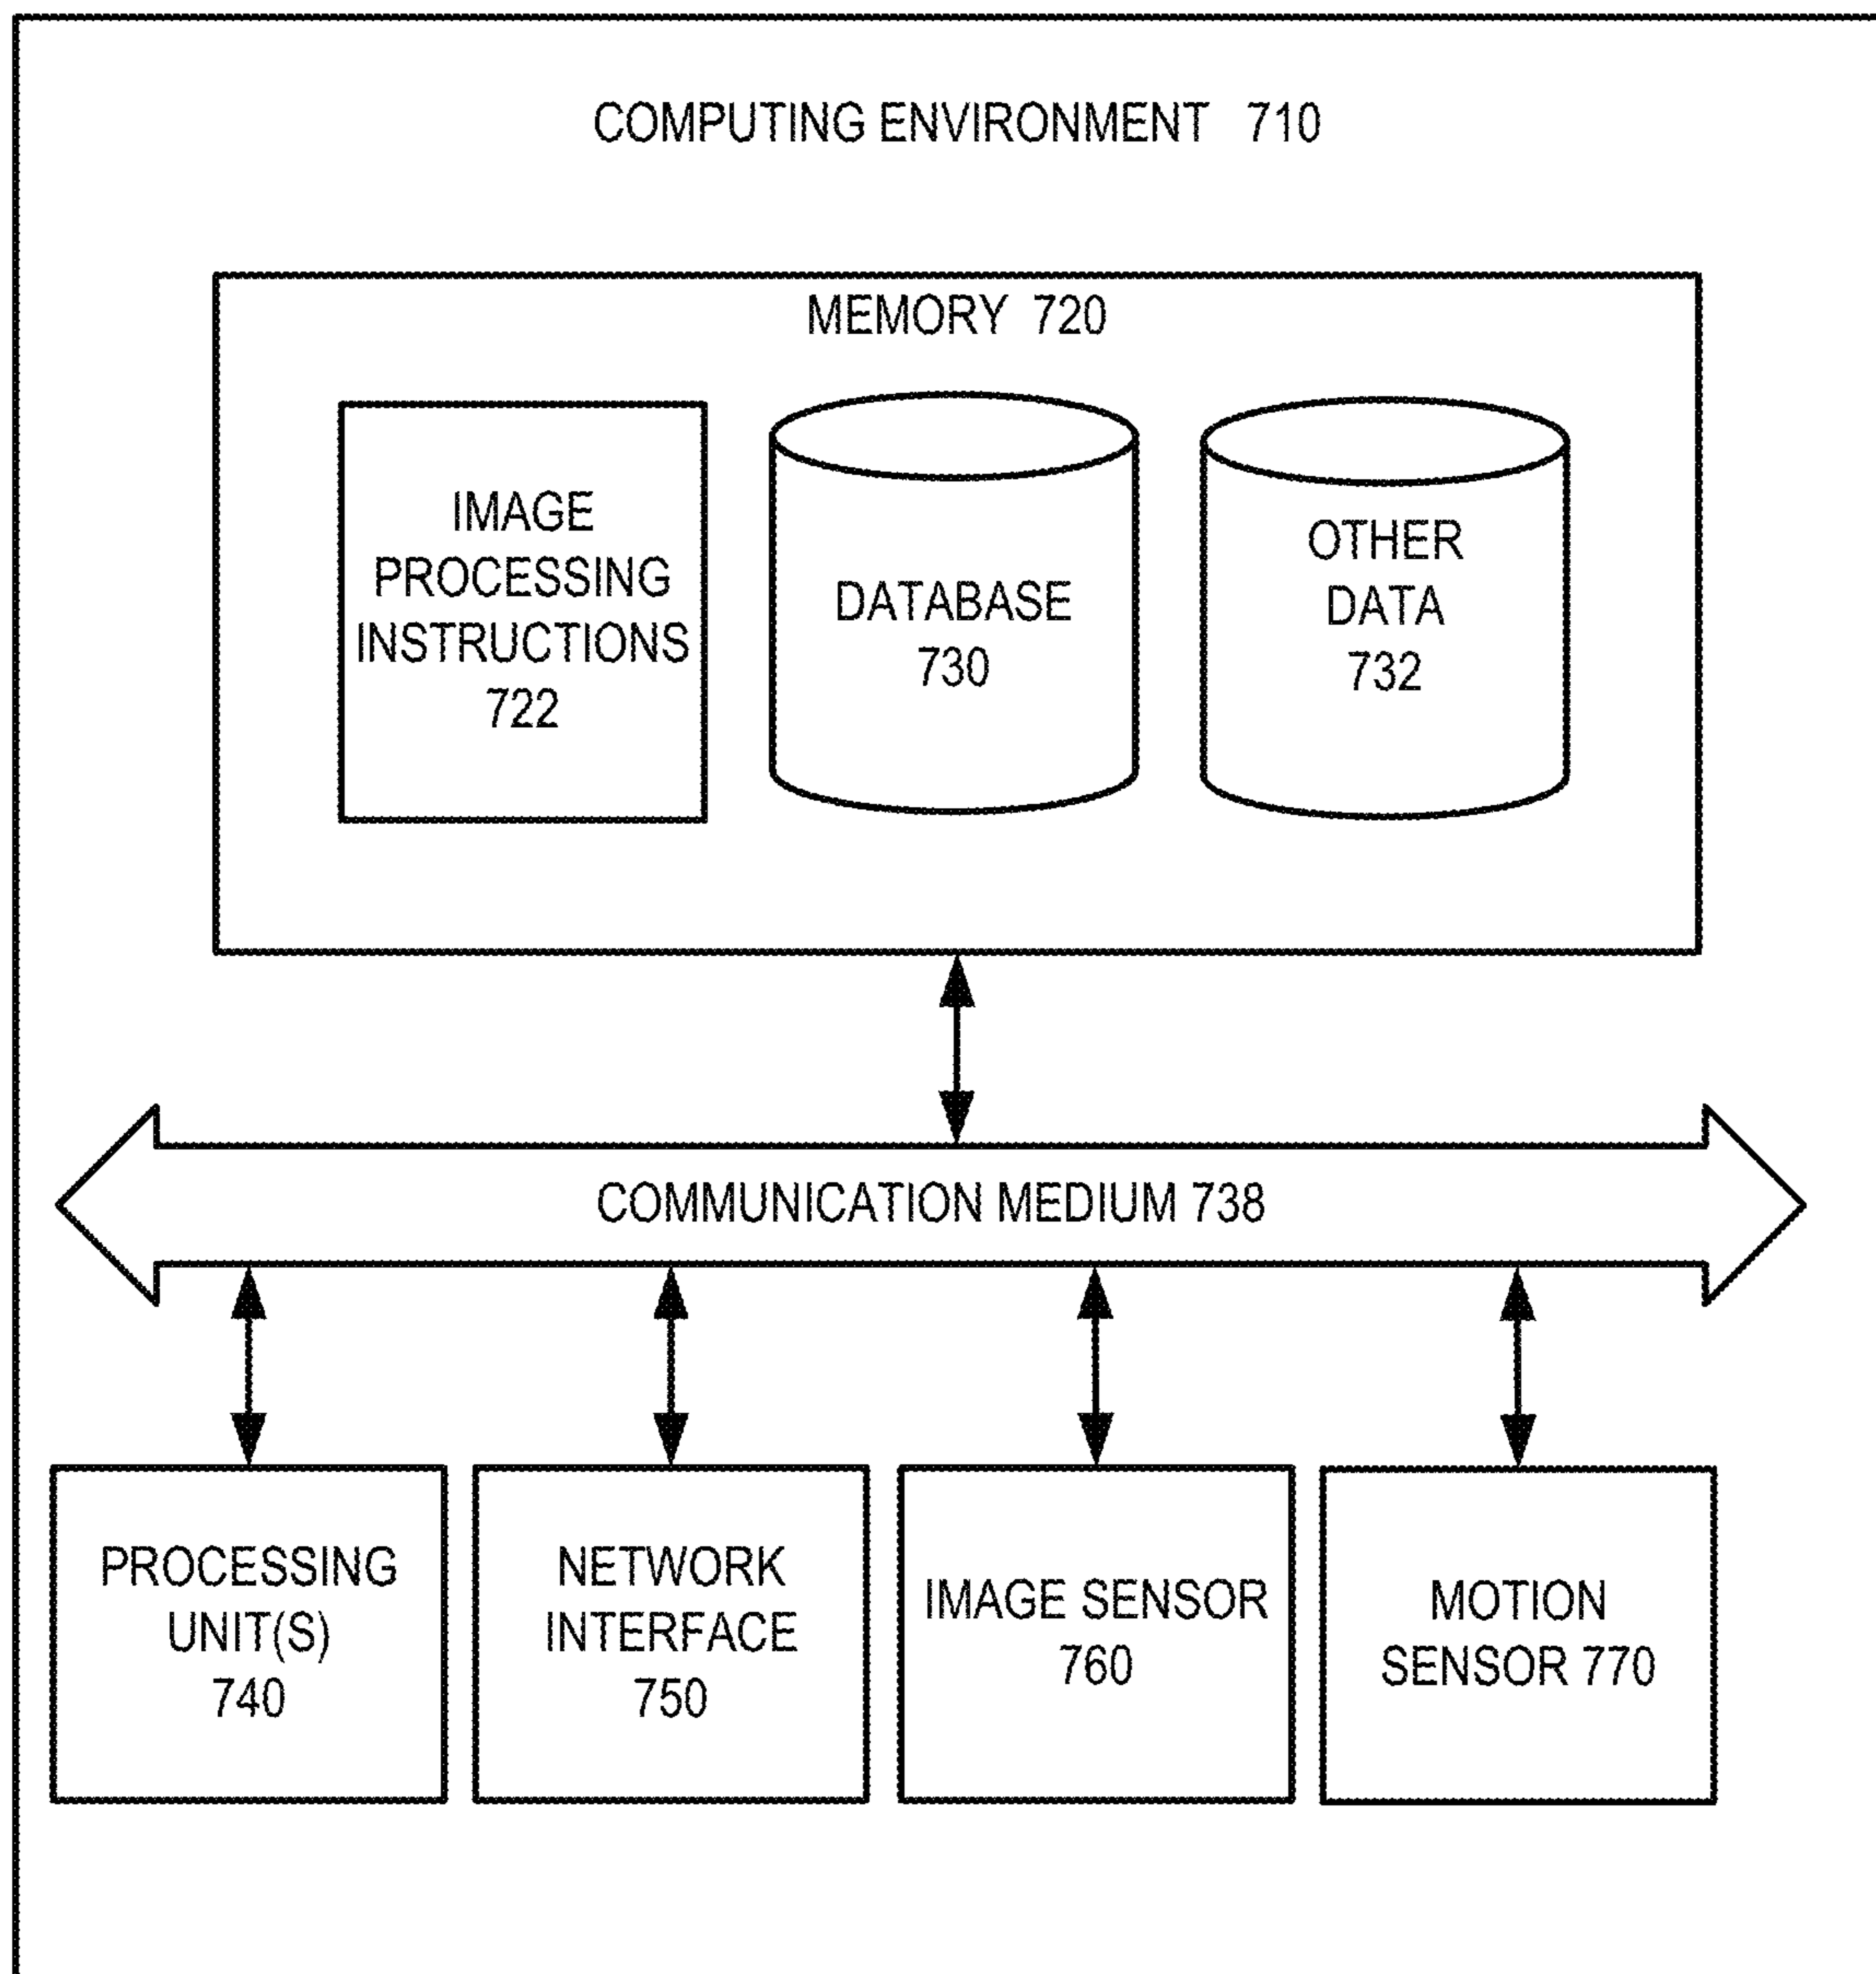 COMPUTING ENVIRONMENT 710
MEMORY 720
IMAGE
PROCESSING
INSTRUCTIONS
722
DATABASE
730
OTHER
DATA
732
COMMUNICATION MEDIUM 738
PROCESSING
UNIT(S)
740
NETWORK
INTERFACE
750
IMAGE SENSOR
760
MOTION
SENSOR 770